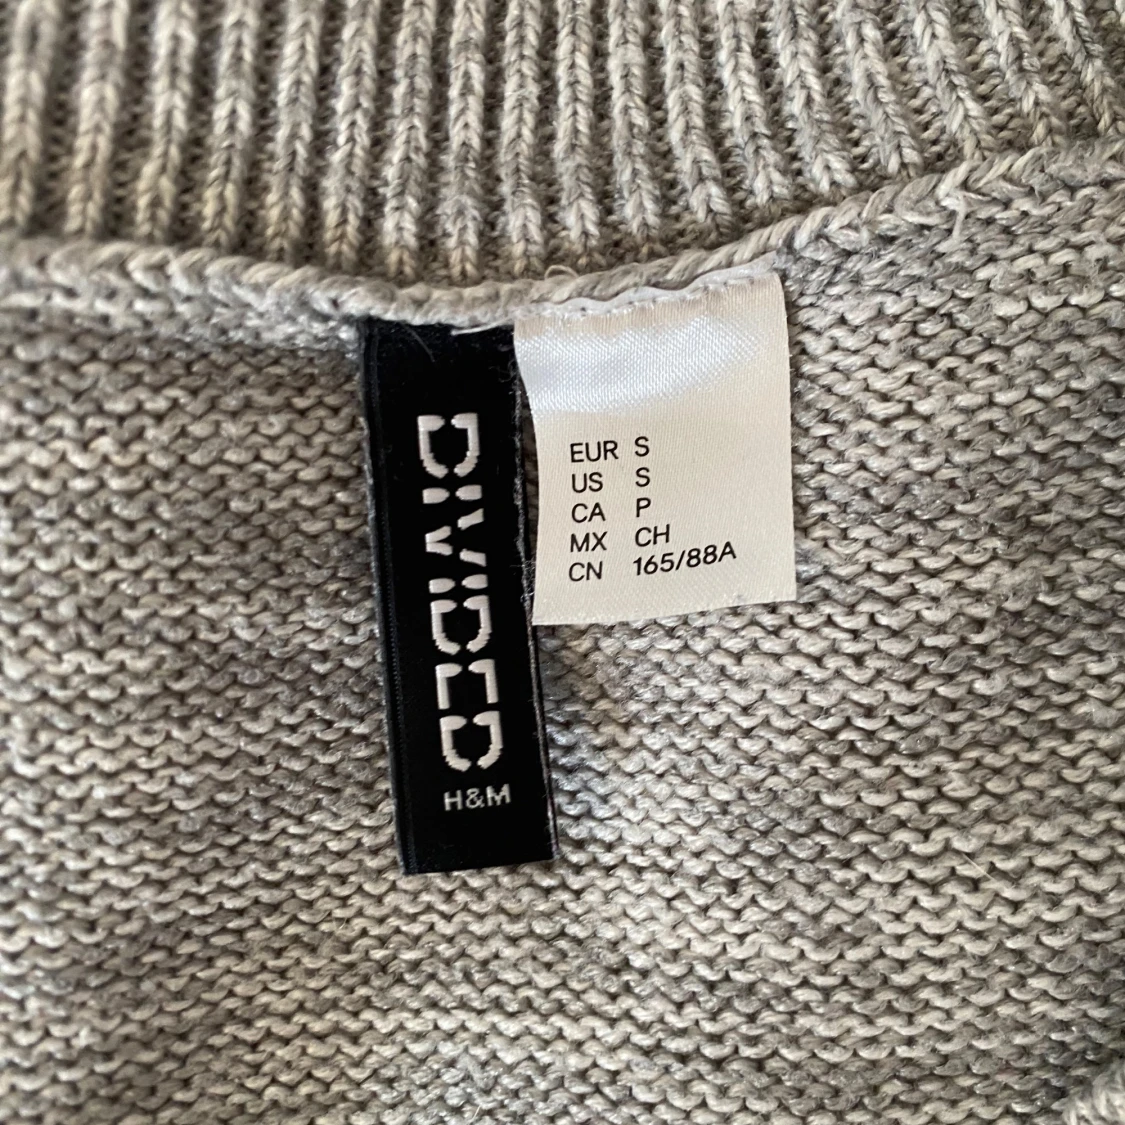 DIVIDED
H&M
EUR S
US S
CA P
MX CH
CN 165/88A